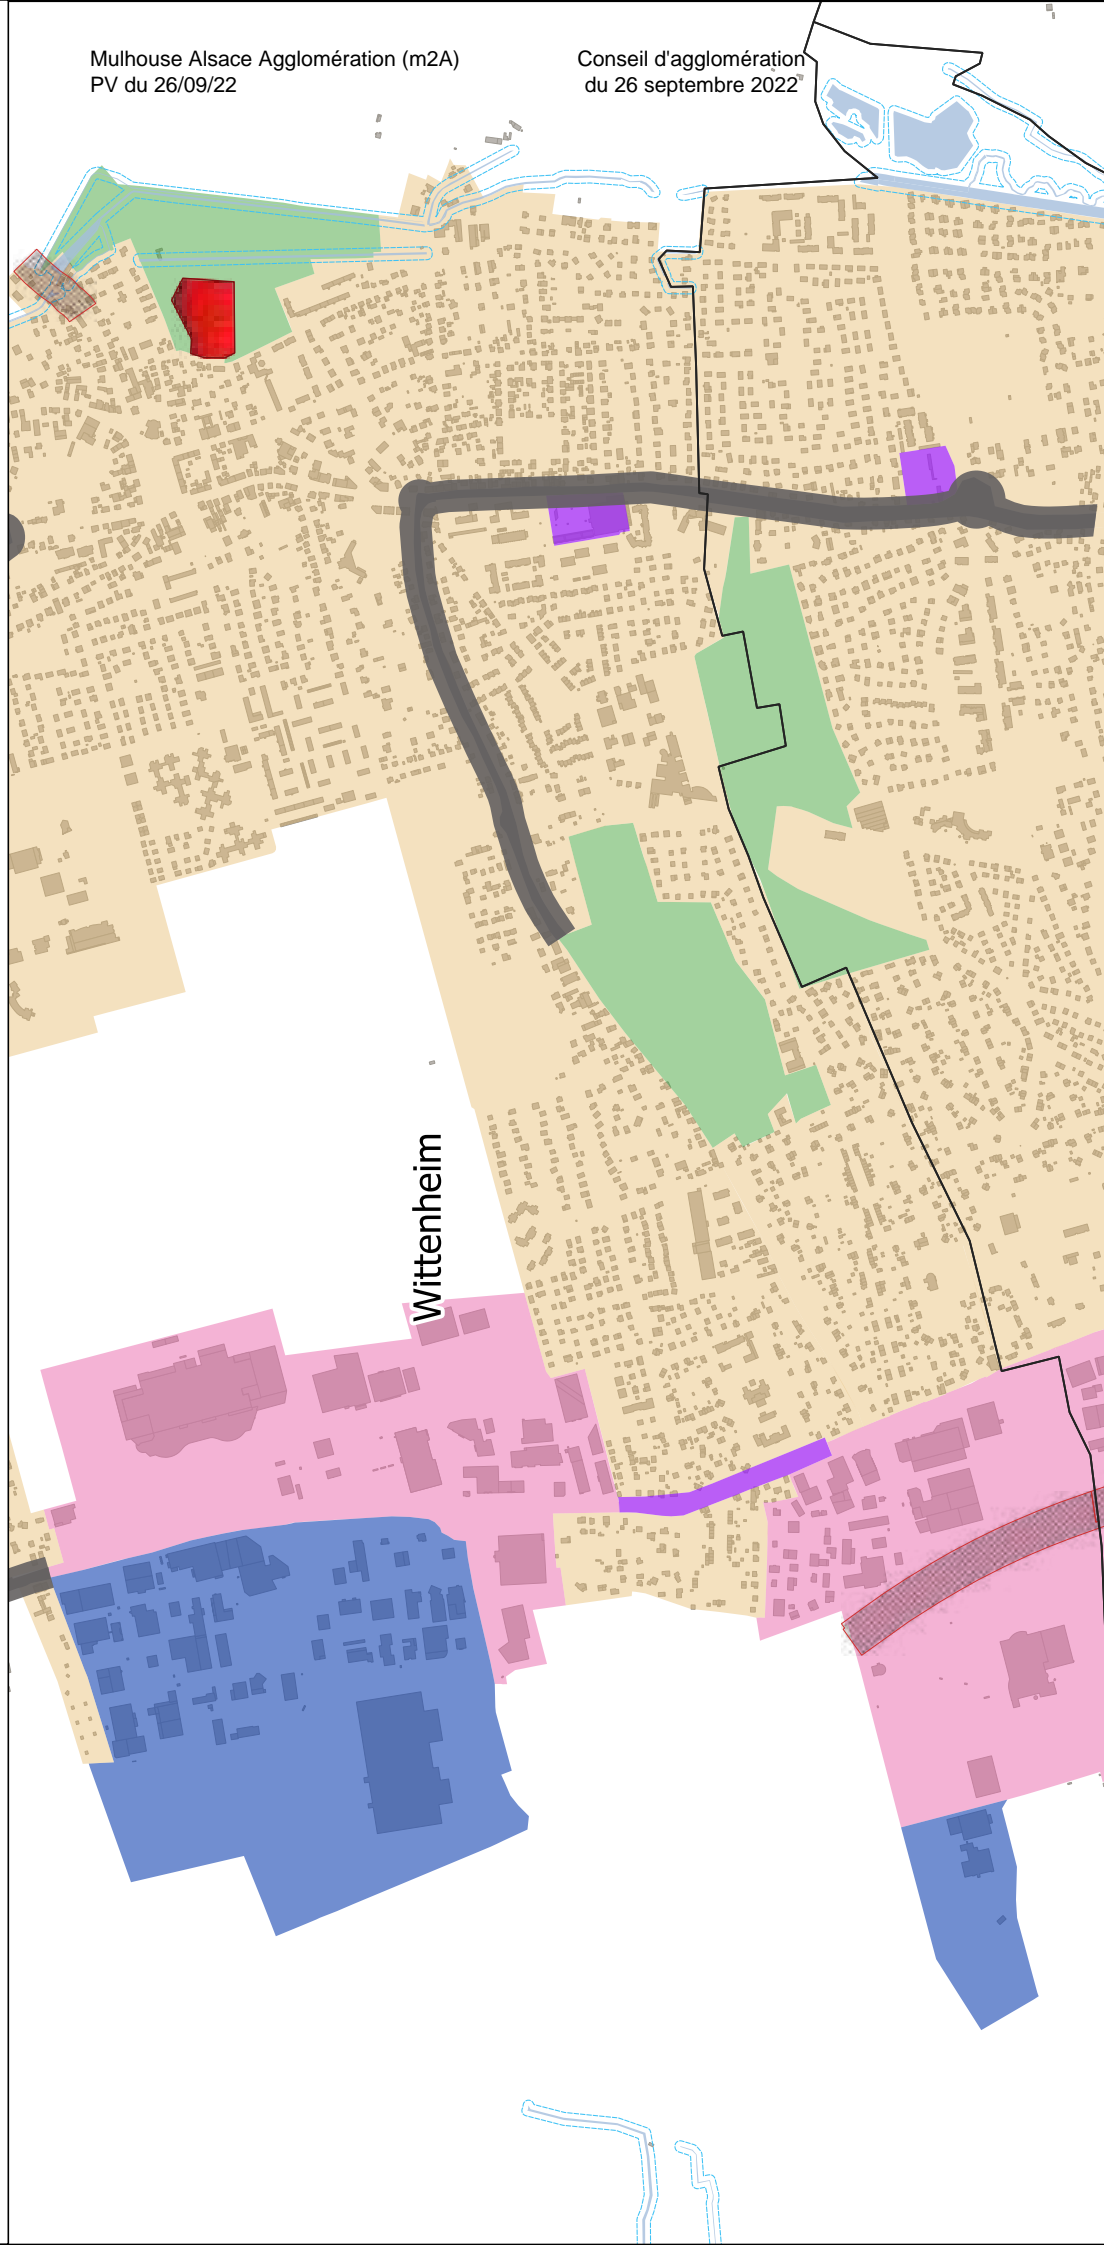 Mulhouse Alsace Agglomération (m2A)
PV du 26/09/22
Conseil d'agglomération
du 26 septembre 2022
Wittenheim